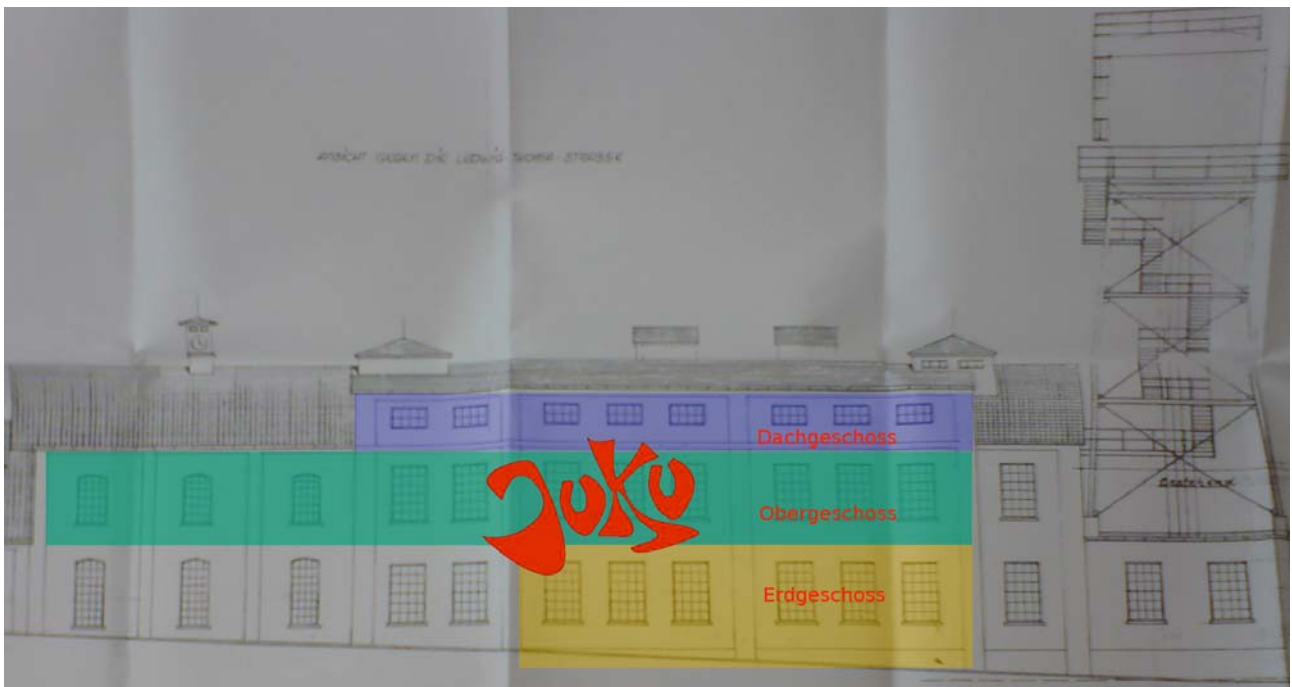 ANSICHT GEGEN DIE LUDWIG-THOMA-STRASSE
Dachgeschoss
JuKu
Obergeschoss
Erdgeschoss